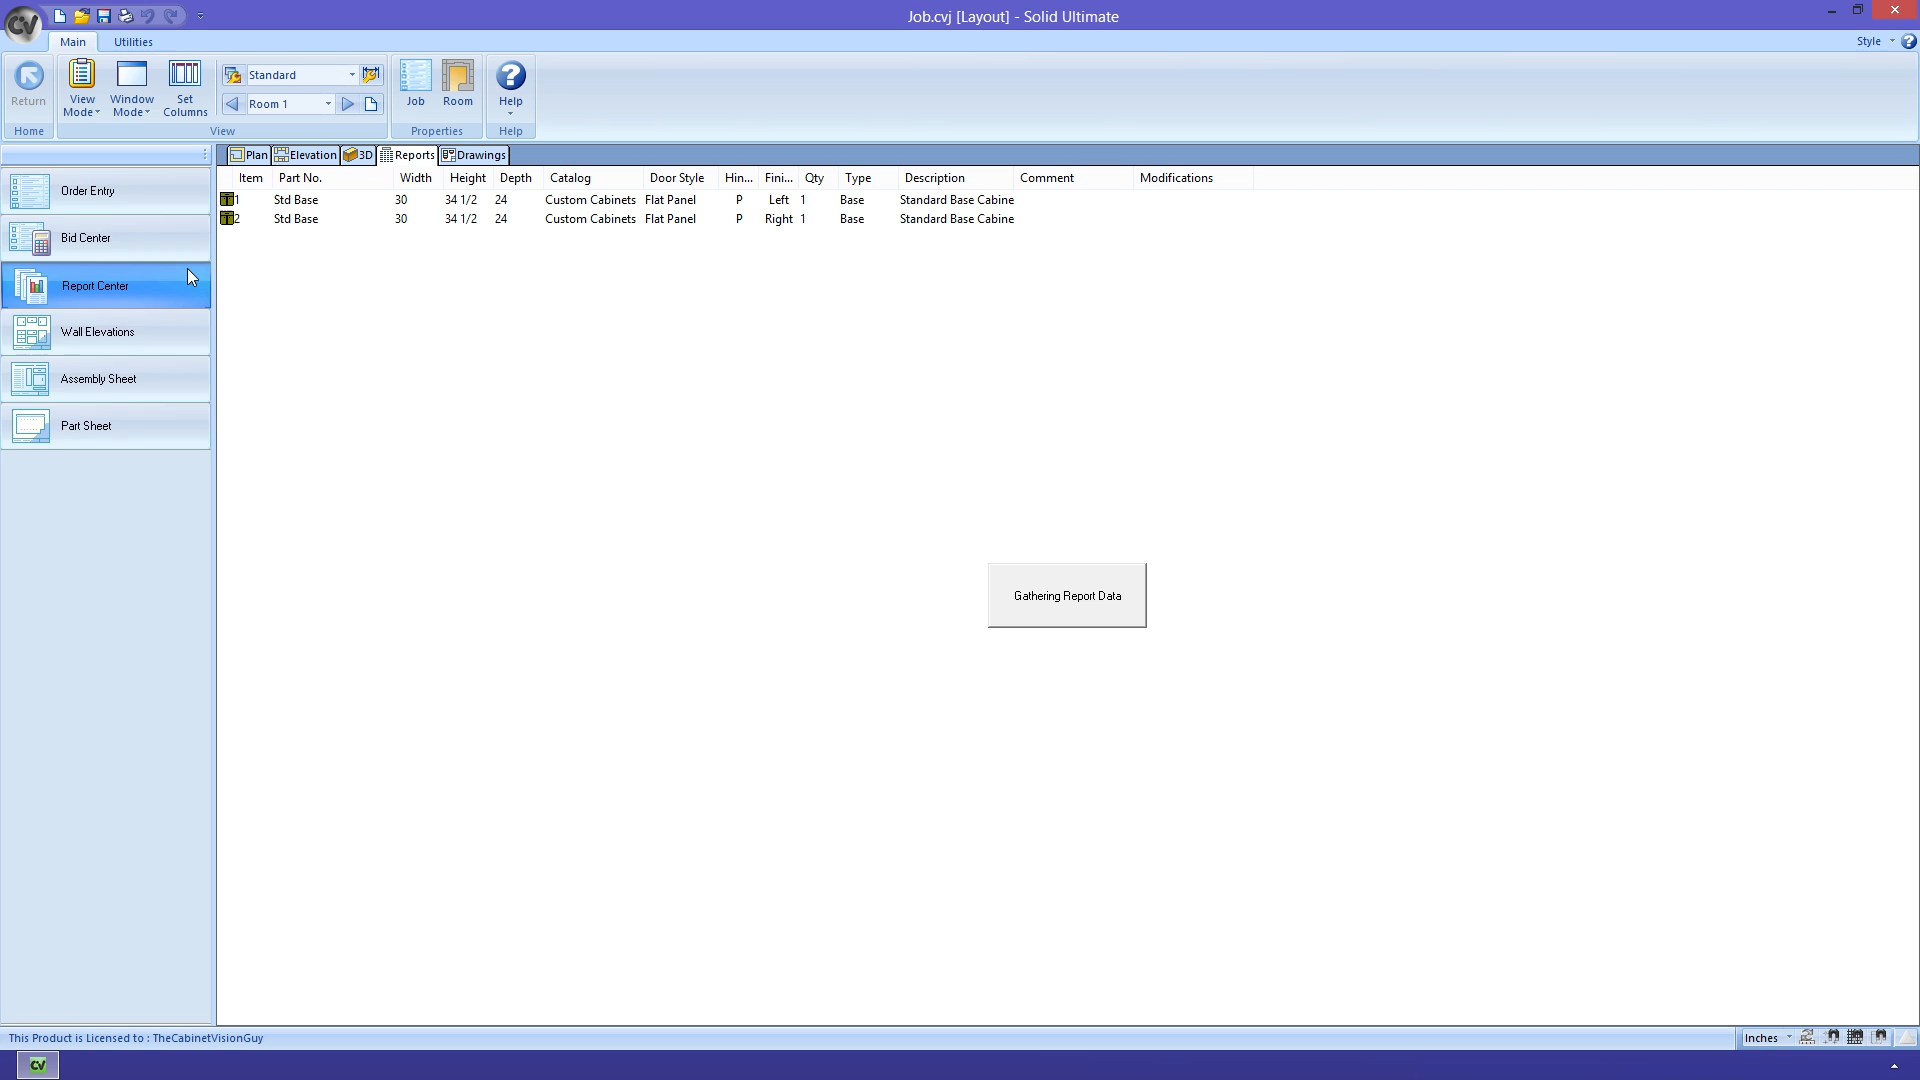 Job.cvj [Layout] - Solid Ultimate
Main Utilities Style
Return
View Mode
Window Mode
Set Columns
Standard
Room 1
Job Room Help
Home View Properties Help
Plan Elevation 3D Reports Drawings
Item Part No. Width Height Depth Catalog Door Style Hin... Fini... Qty Type Description Comment Modifications
1 Std Base 30 34 1/2 24 Custom Cabinets Flat Panel P Left 1 Base Standard Base Cabine
2 Std Base 30 34 1/2 24 Custom Cabinets Flat Panel P Right 1 Base Standard Base Cabine
Order Entry
Bid Center
Report Center
Wall Elevations
Assembly Sheet
Part Sheet
Gathering Report Data
This Product is Licensed to : TheCabinetVisionGuy
Inches
CV